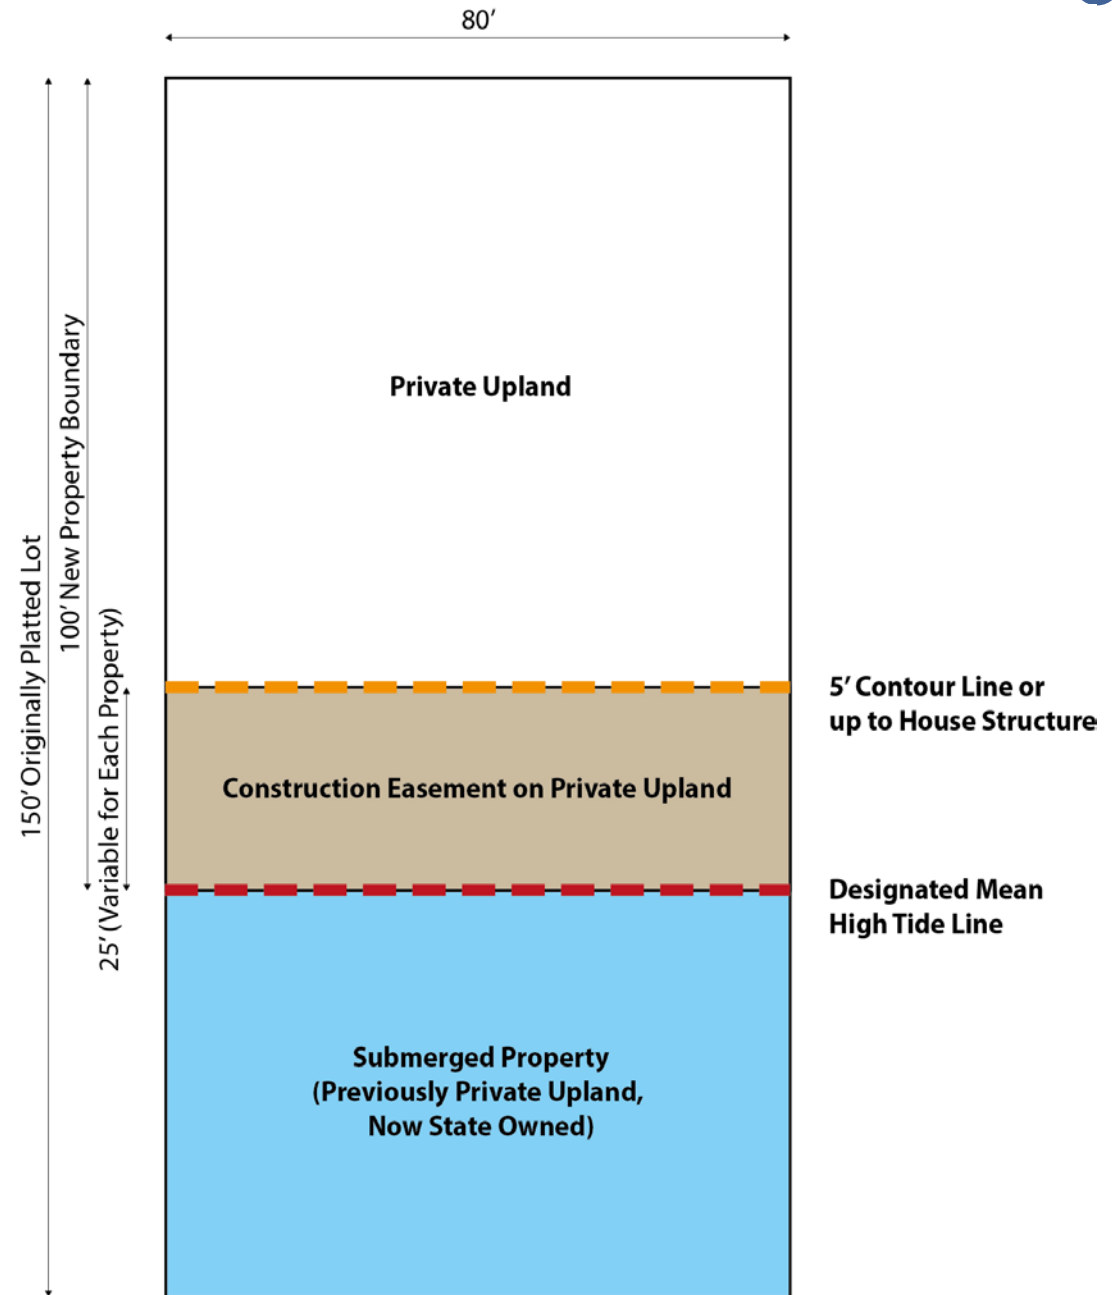 80′
150′ Originally Platted Lot
100′ New Property Boundary
25′ (Variable for Each Property)
Private Upland
5′ Contour Line or
up to House Structure
Construction Easement on Private Upland
Designated Mean
High Tide Line
Submerged Property
(Previously Private Upland,
Now State Owned)